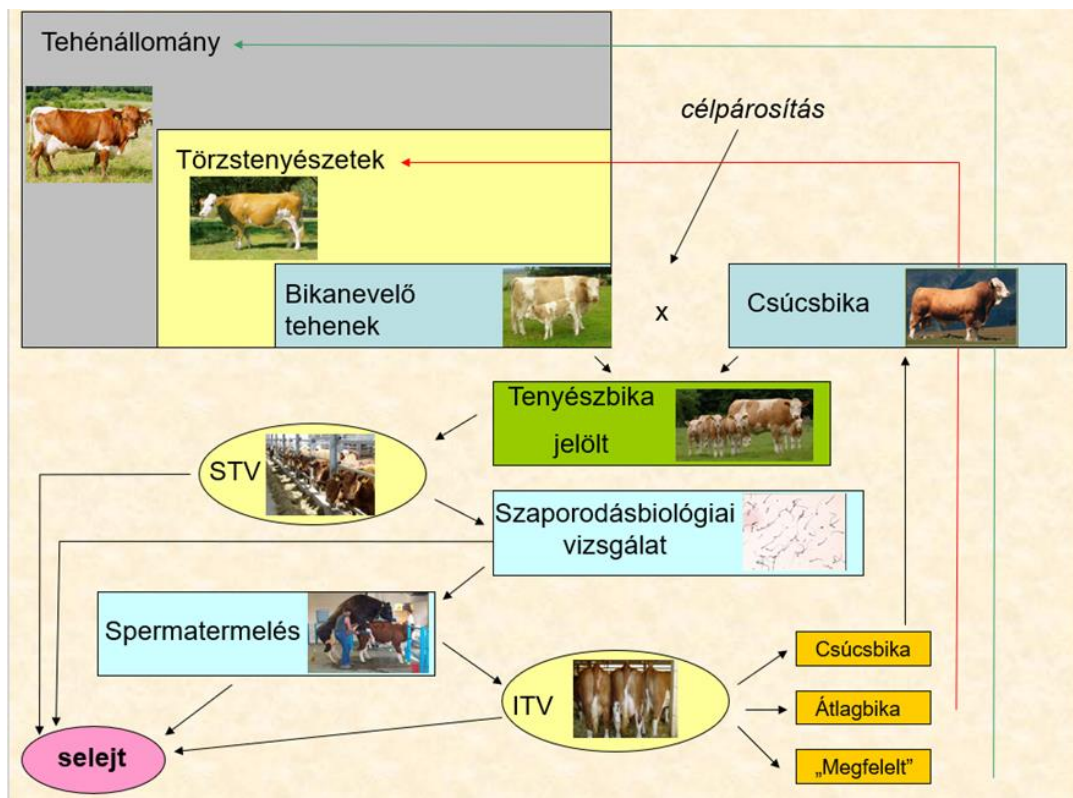 Tehénállomány
célpárosítás
Törzstenyészetek
Bikanevelő
tehenek
x
Csúcsbika
Tenyészbika
jelölt
STV
Szaporodásbiológiai
vizsgálat
Spermatermelés
ITV
Csúcsbika
Átlagbika
„Megfelelt”
selejt